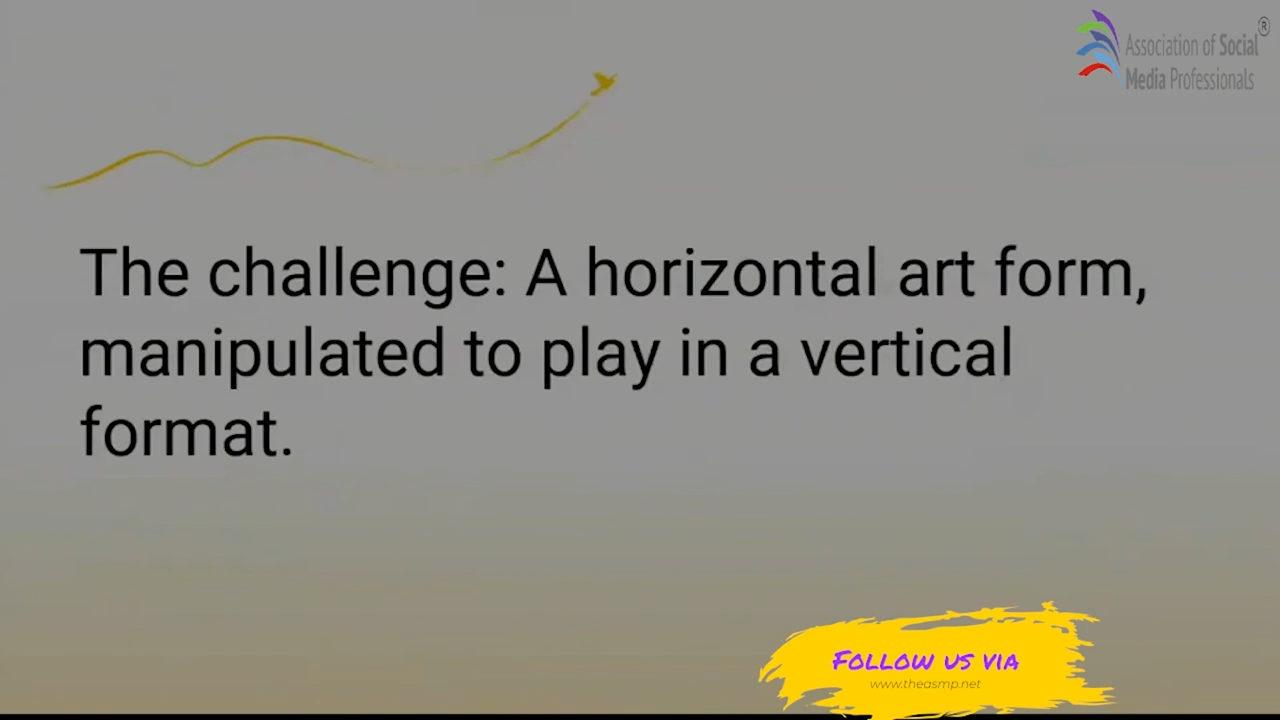 Association of Social ®
Media Professionals
The challenge: A horizontal art form,
manipulated to play in a vertical
format.
FOLLOW US VIA
www.theasmp.net